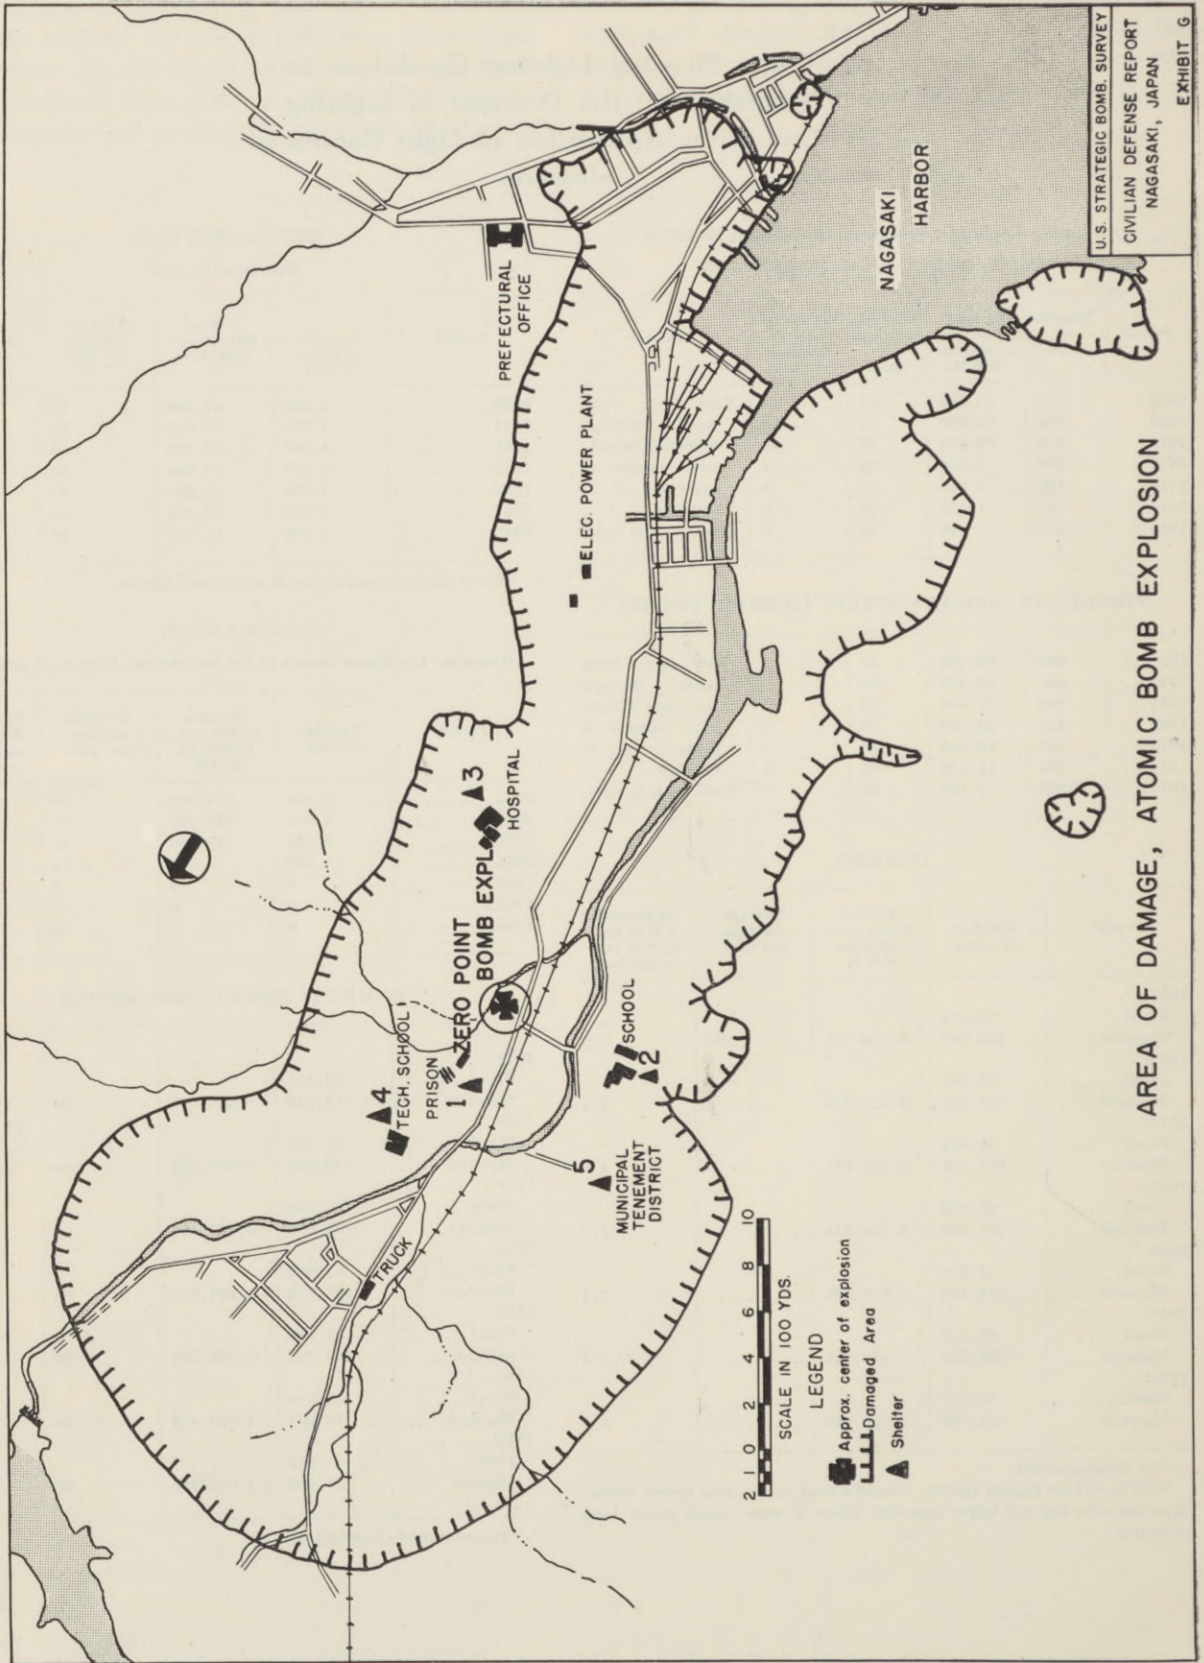 U.S. STRATEGIC BOMB. SURVEY
CIVILIAN DEFENSE REPORT
NAGASAKI, JAPAN
EXHIBIT G
NAGASAKI
HARBOR
PREFECTURAL
OFFICE
ELEC. POWER PLANT
3
HOSPITAL
ZERO POINT
BOMB EXPL.
4
TECH. SCHOOL
PRISON
1
SCHOOL
2
5
MUNICIPAL
TENEMENT
DISTRICT
TRUCK
2 1 0 2 4 6 8 10
SCALE IN 100 YDS.
LEGEND
Approx. center of explosion
Damaged Area
Shelter
AREA OF DAMAGE, ATOMIC BOMB EXPLOSION